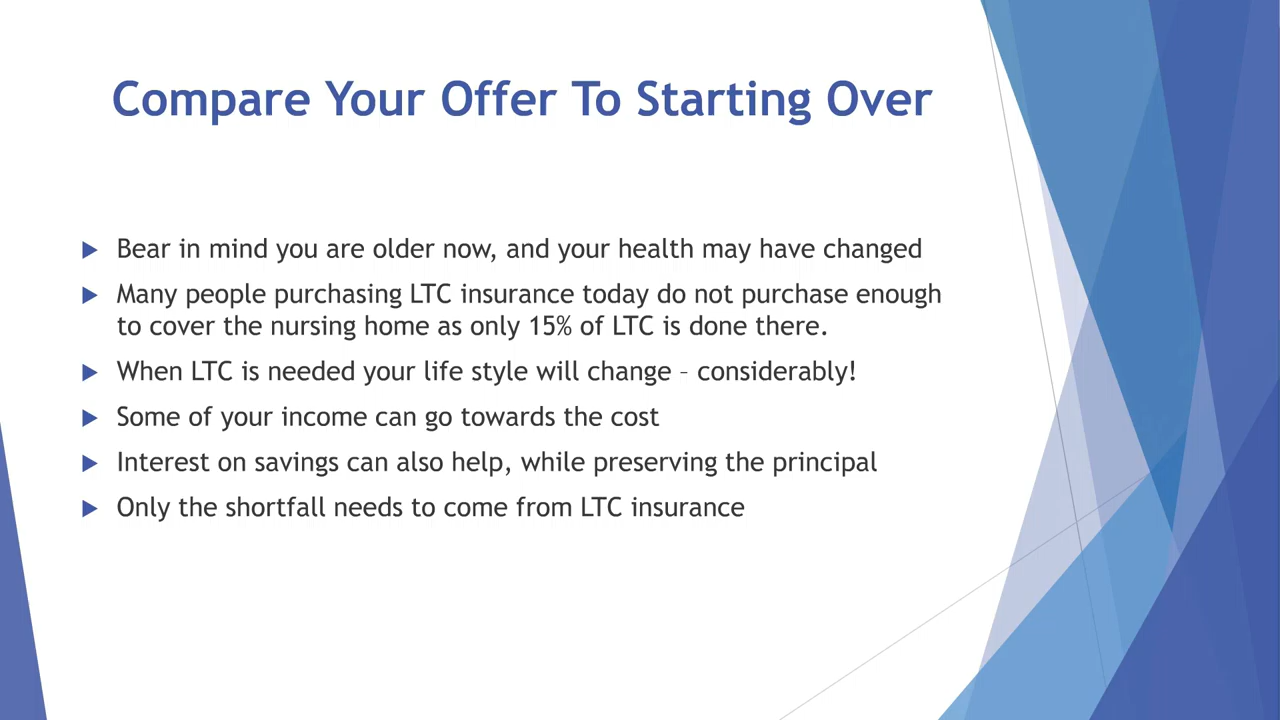 Compare Your Offer To Starting Over
Bear in mind you are older now, and your health may have changed
Many people purchasing LTC insurance today do not purchase enough
to cover the nursing home as only 15% of LTC is done there.
When LTC is needed your life style will change – considerably!
Some of your income can go towards the cost
Interest on savings can also help, while preserving the principal
Only the shortfall needs to come from LTC insurance